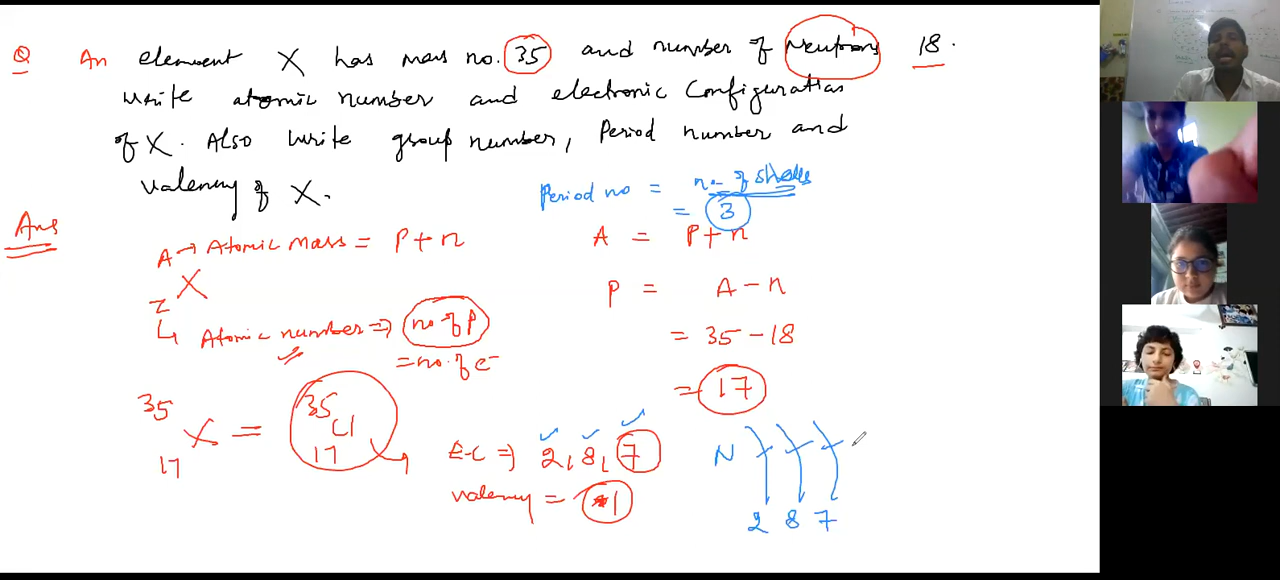 Q An element X has mass no. 35 and number of Neutrons 18.
write atomic number and electronic configuration
of X. Also write group number, Period number and
valency of X.
Period no = no. of shells
= 3
Ans
A → Atomic mass = P + n
X
Z
↳ Atomic number ⇒ no of P
= no. of e-
A = P + n
P = A - n
= 35 - 18
= 17
35 X 17 = 35 Cl 17
E.C ⇒ 2, 8, 7
valency = 1
N
2 8 7